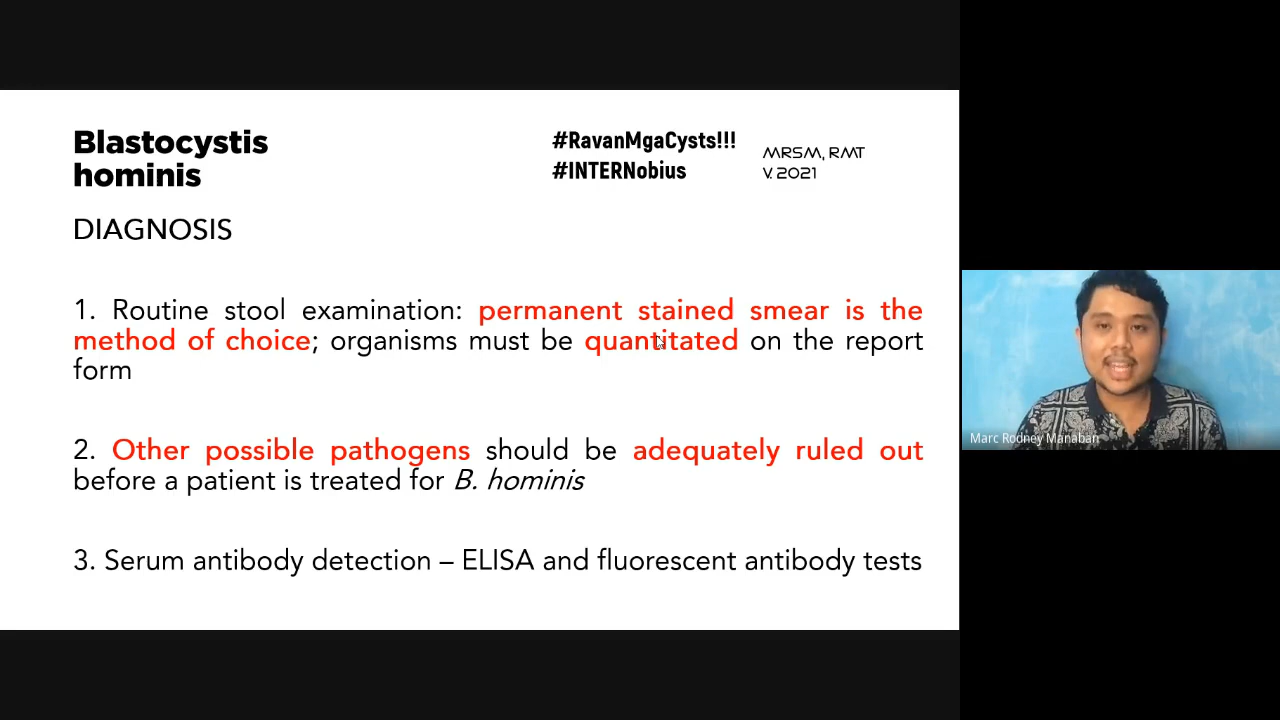 Blastocystis
hominis
#RavanMgaCysts!!!
#INTERNobius
MRSM, RMT
V. 2021
DIAGNOSIS
1. Routine stool examination: permanent stained smear is the
method of choice; organisms must be quantitated on the report
form
2. Other possible pathogens should be adequately ruled out
before a patient is treated for B. hominis
3. Serum antibody detection – ELISA and fluorescent antibody tests
Marc Rodney Manaban